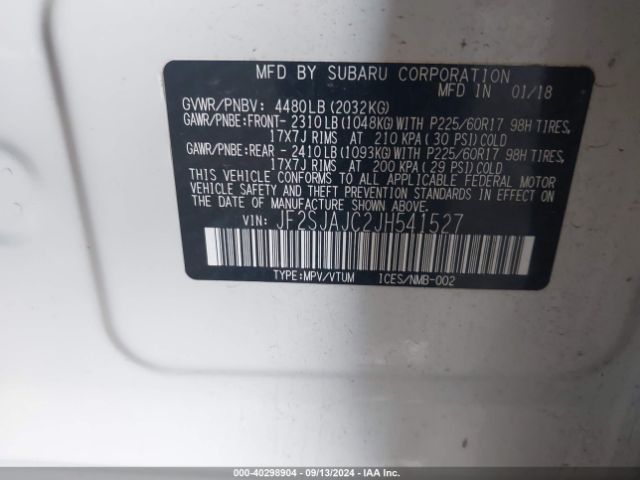 MFD BY SUBARU CORPORATION
MFD IN 01/18
GVWR/PNBV: 4480LB(2032KG)
GAWR/PNBE:FRONT- 2310LB(1048KG)WITH P225/60R17 98H TIRES,
17X7J RIMS AT 210 KPA(30 PSI)COLD
GAWR/PNBE:REAR - 2410LB(1093KG)WITH P225/60R17 98H TIRES,
17X7J RIMS AT 200 KPA(29 PSI)COLD
THIS VEHICLE CONFORMS TO ALL APPLICABLE FEDERAL MOTOR
VEHICLE SAFETY AND THEFT PREVENTION STANDARDS IN EFFECT ON
THE DATE OF MANUFACTURE SHOWN ABOVE.
VIN: JF2SJAJC2JH541527
TYPE:MPV/VTUM ICES/NMB-002
000-40298904 - 09/13/2024 - IAA Inc.